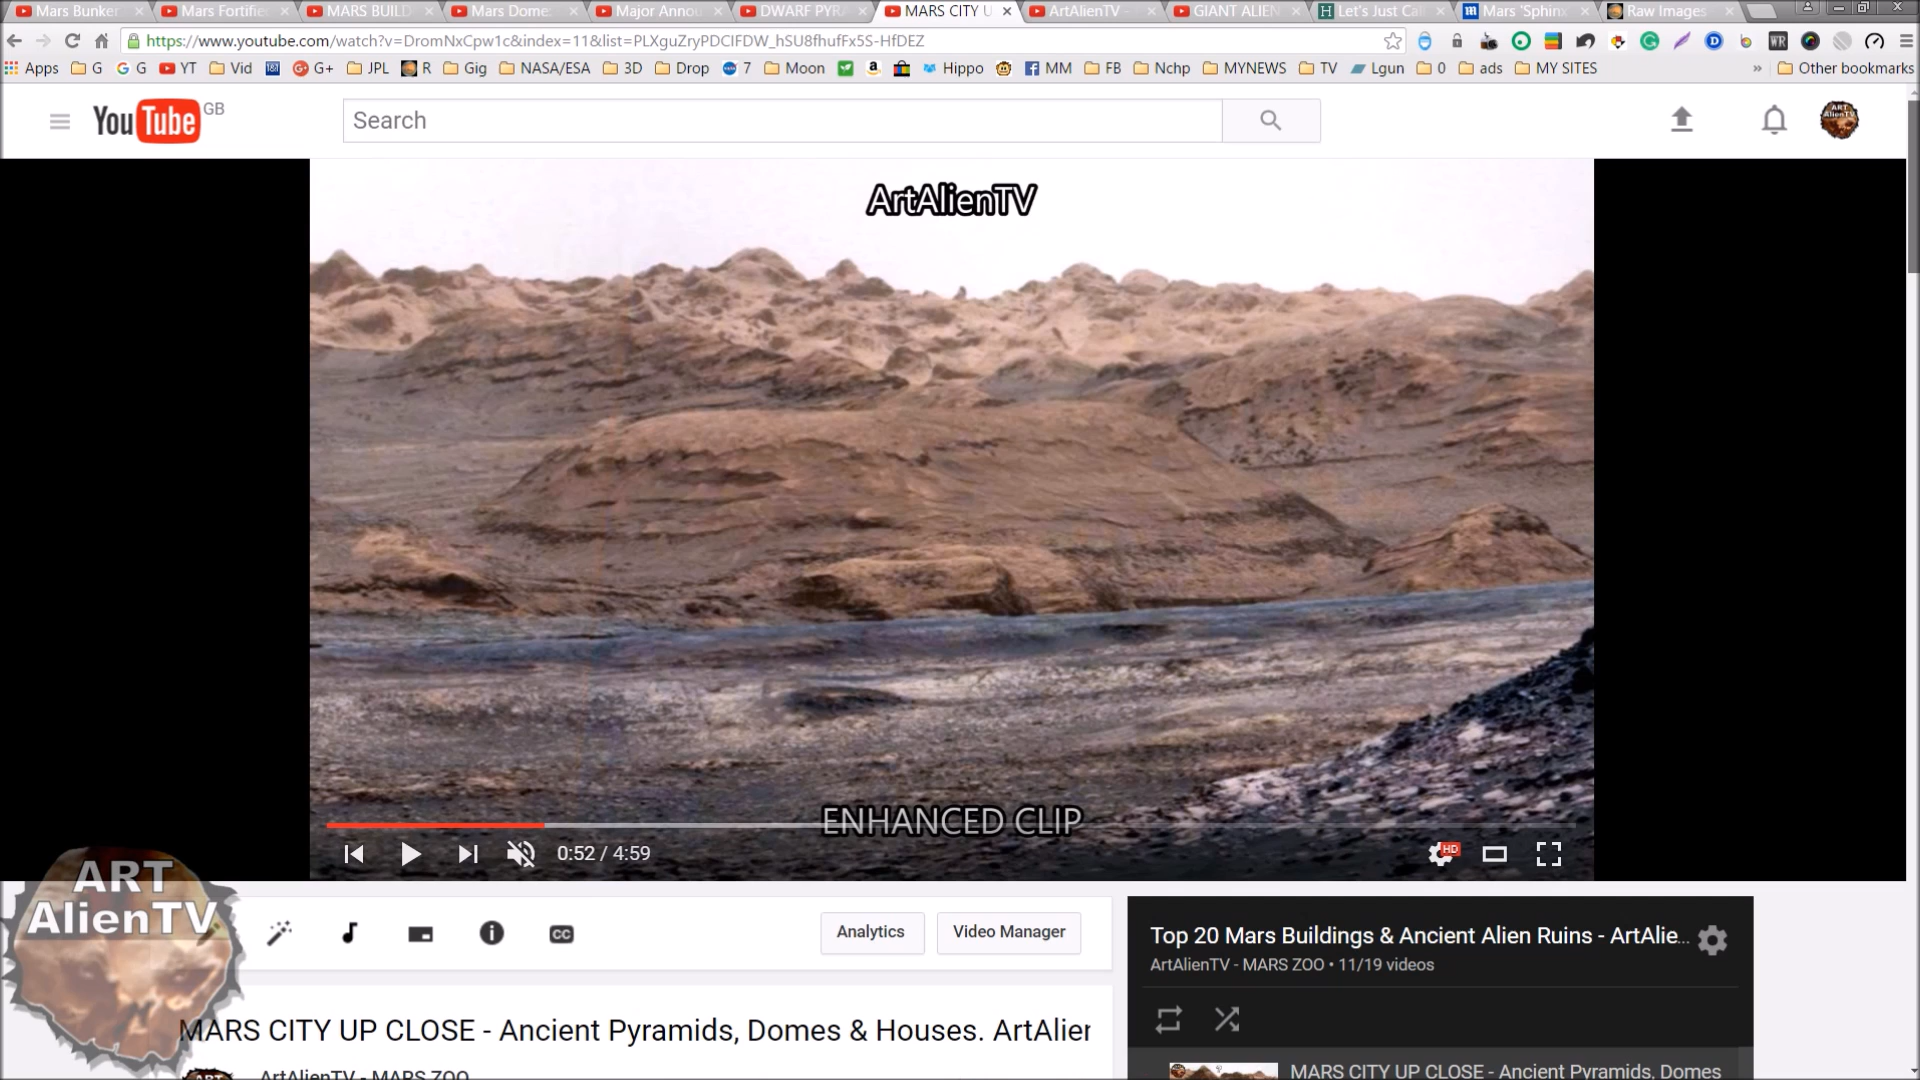 Mars Bunker
Mars Fortifie
MARS BUILD
Mars Dome
Major Annou
DWARF PYRA
MARS CITY U
ArtAlienTV -
GIANT ALIEN
Let's Just Call
Mars 'Sphinx
Raw Images
https://www.youtube.com/watch?v=DromNxCpw1c&index=11&list=PLXguZryPDCIFDW_hSU8fhufFx5S-HfDEZ
Apps G G YT Vid G+ JPL R Gig NASA/ESA 3D Drop 7 Moon Hippo MM FB Nchp MYNEWS TV Lgun 0 ads MY SITES » Other bookmarks
YouTube GB
Search
ArtAlienTV
ENHANCED CLIP
0:52 / 4:59
HD
ART
AlienTV
CC
Analytics
Video Manager
Top 20 Mars Buildings & Ancient Alien Ruins - ArtAlie...
ArtAlienTV - MARS ZOO • 11/19 videos
MARS CITY UP CLOSE - Ancient Pyramids, Domes & Houses. ArtAlien
ArtAlienTV - MARS ZOO
MARS CITY UP CLOSE - Ancient Pyramids, Domes